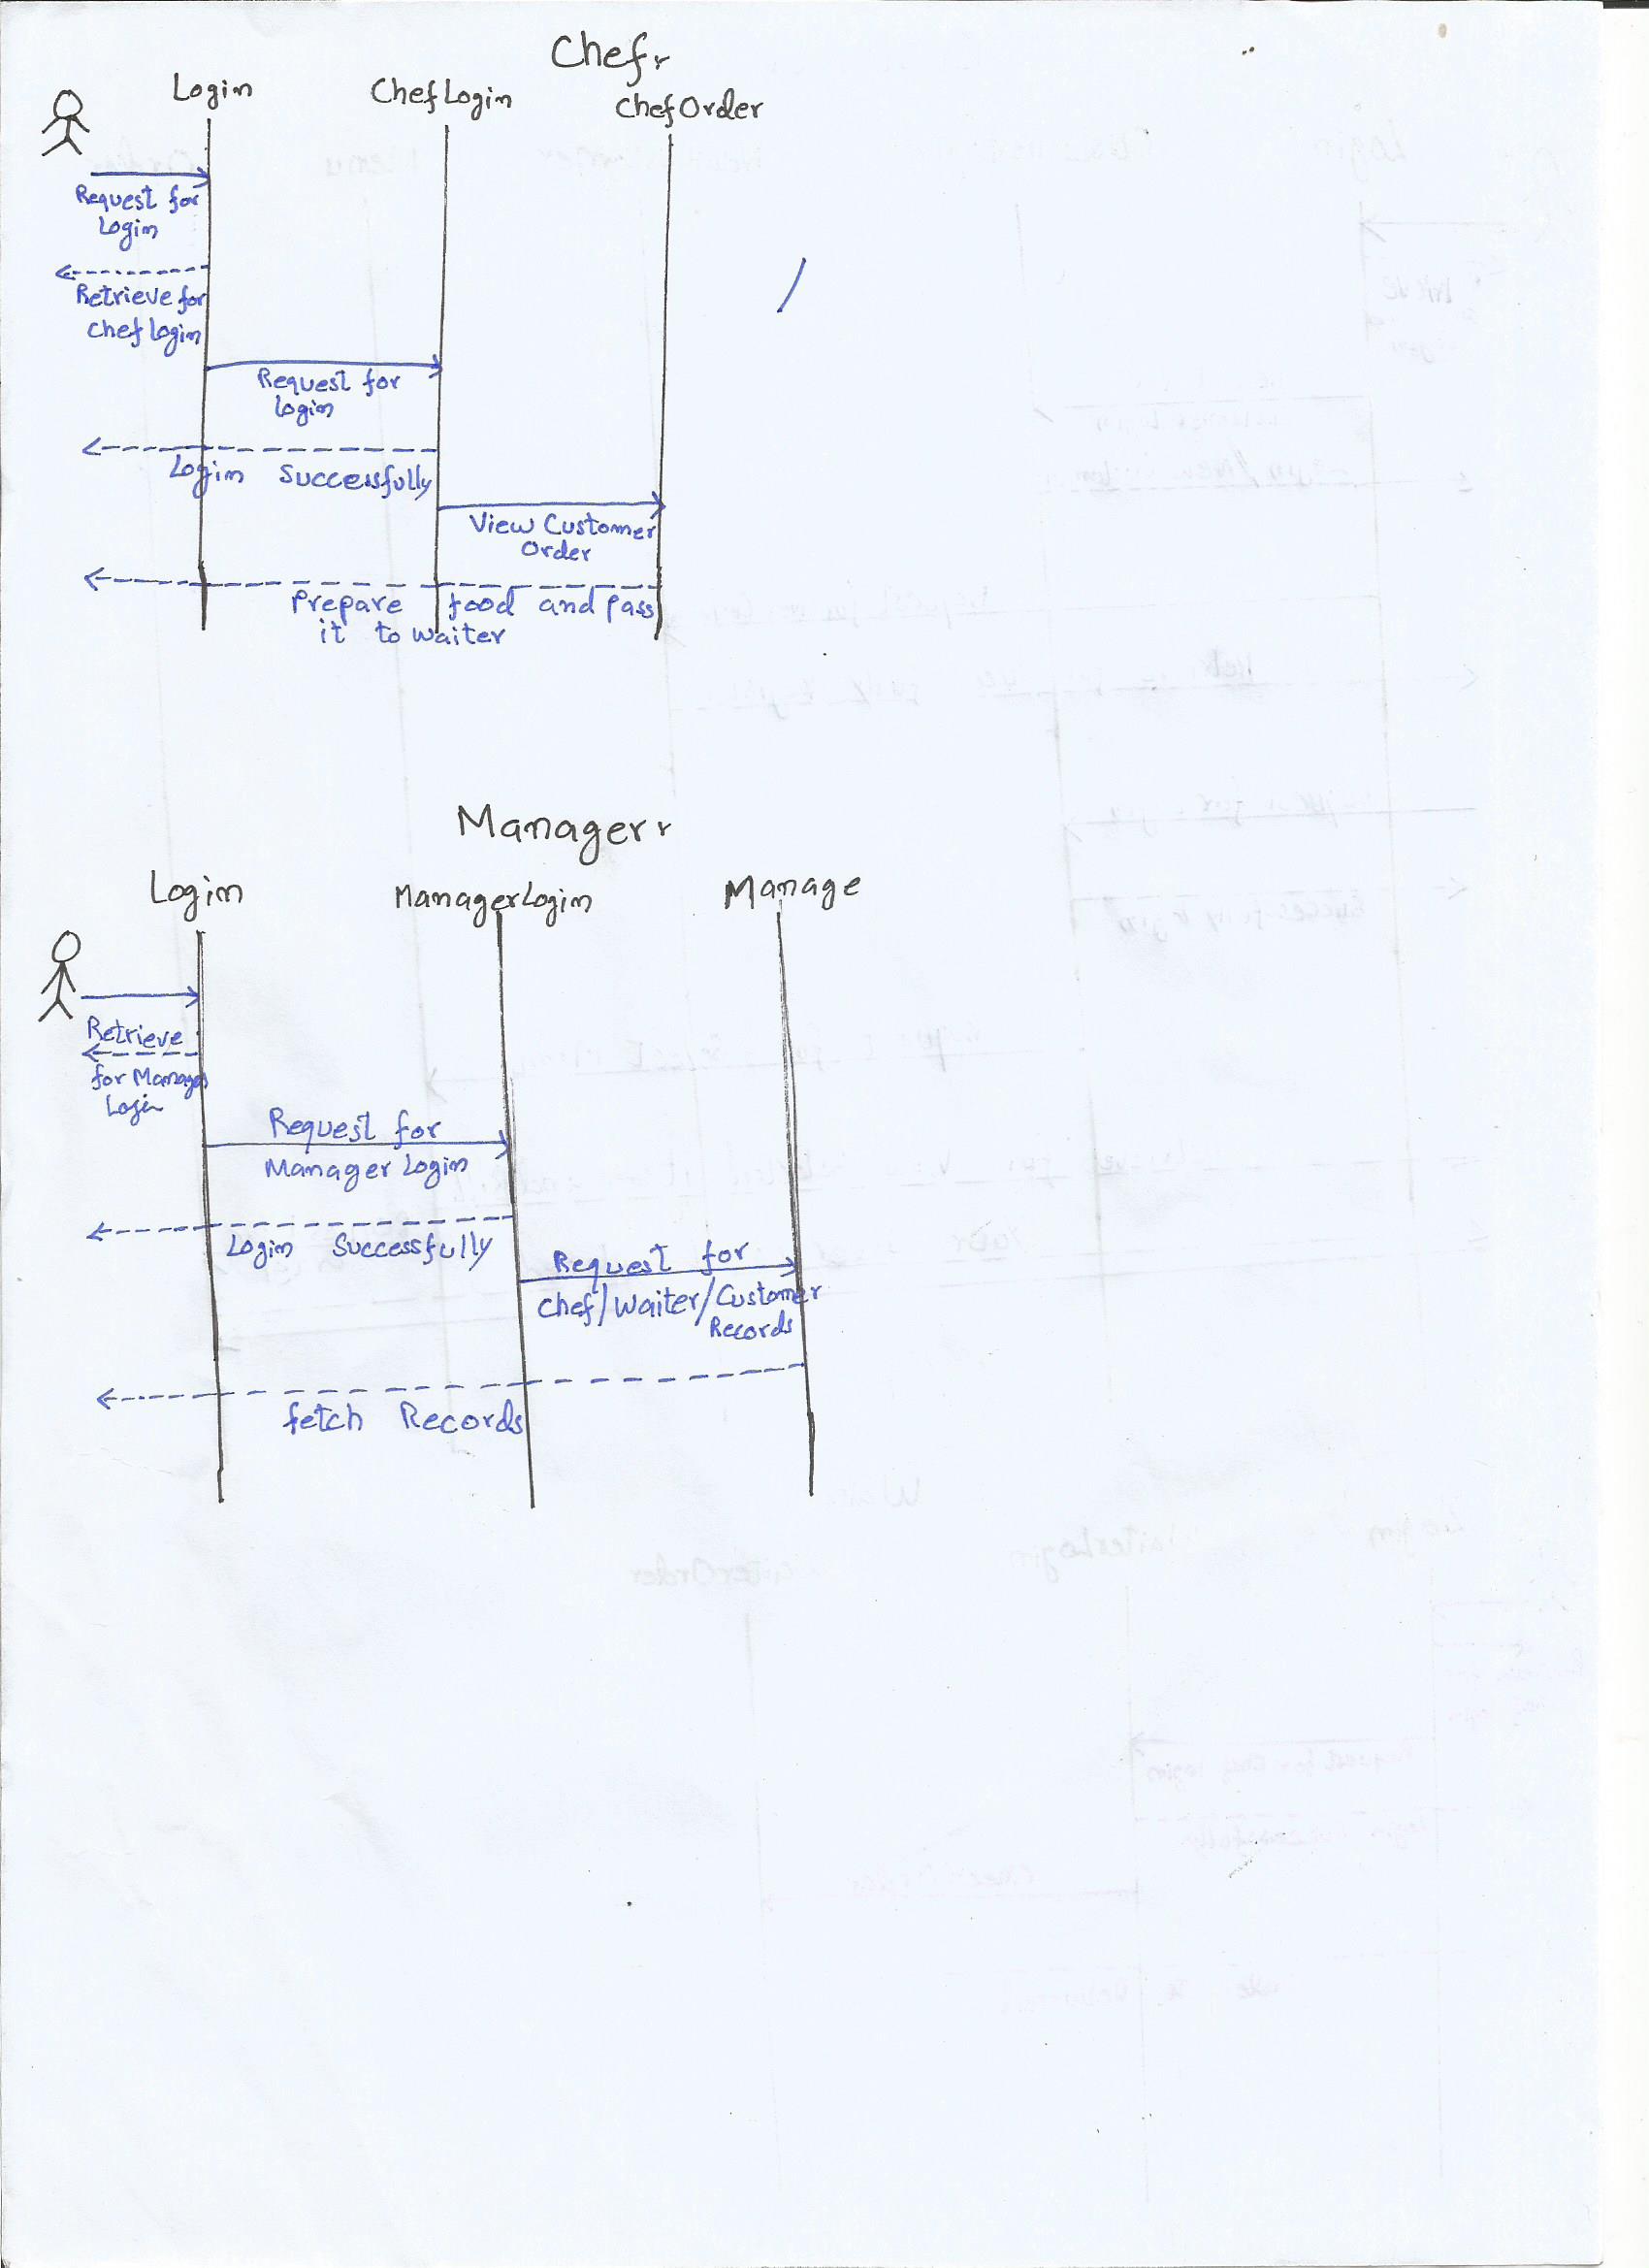 Chef
Login
ChefLogin
ChefOrder
Request for
Login
Retrieve for
Chef login
Request for
login
Login Successfully
View Customer
Order
Prepare food and pass
it to waiter
Manager
Login
ManagerLogin
Manage
Retrieve
for Manager
Login
Request for
Manager Login
Login Successfully
Request for
Chef/Waiter/Customer
Records
fetch Records